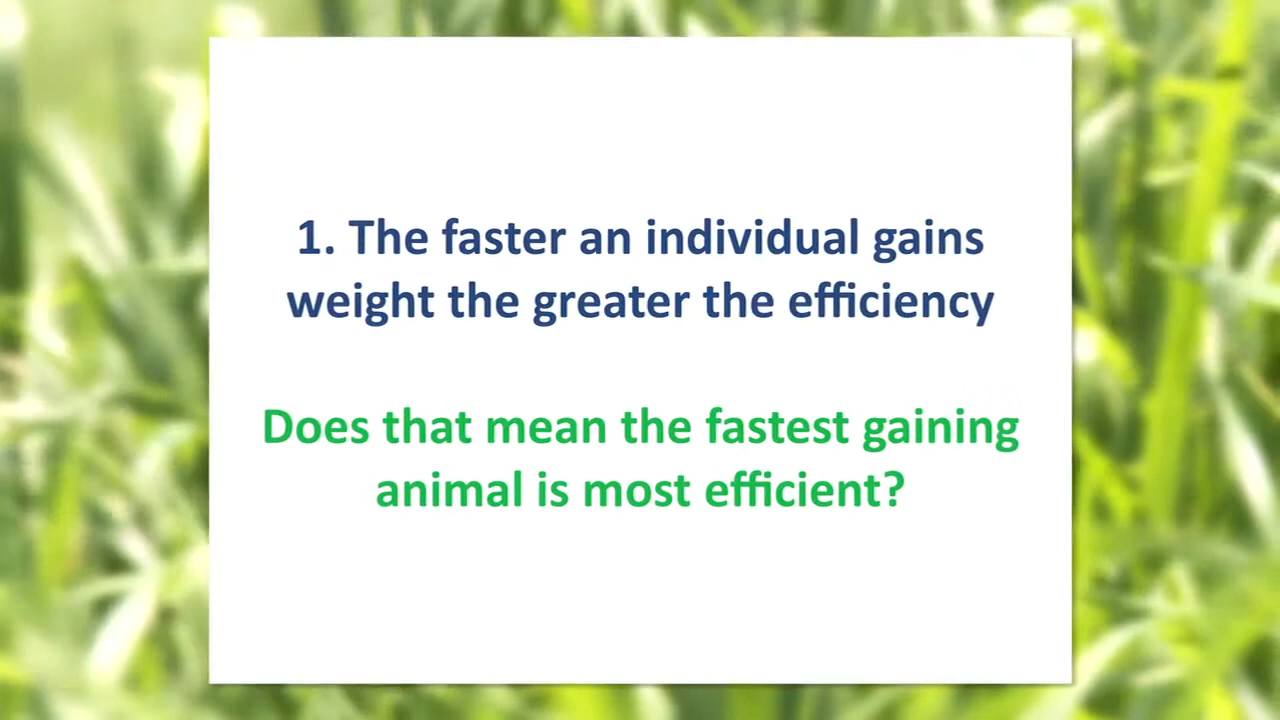 1. The faster an individual gains
weight the greater the efficiency
Does that mean the fastest gaining
animal is most efficient?